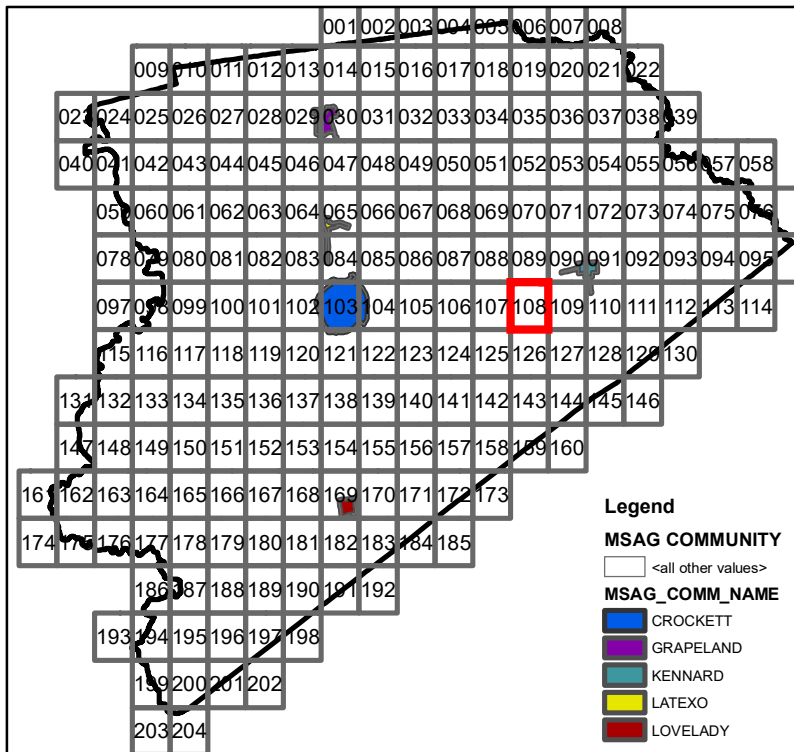 001 002 003 004 005 006 007 008
009 010 011 012 013 014 015 016 017 018 019 020 021 022
023 024 025 026 027 028 029 030 031 032 033 034 035 036 037 038 039
040 041 042 043 044 045 046 047 048 049 050 051 052 053 054 055 056 057 058
059 060 061 062 063 064 065 066 067 068 069 070 071 072 073 074 075 076
078 079 080 081 082 083 084 085 086 087 088 089 090 091 092 093 094 095
097 098 099 100 101 102 103 104 105 106 107 108 109 110 111 112 113 114
115 116 117 118 119 120 121 122 123 124 125 126 127 128 129 130
131 132 133 134 135 136 137 138 139 140 141 142 143 144 145 146
147 148 149 150 151 152 153 154 155 156 157 158 159 160
161 162 163 164 165 166 167 168 169 170 171 172 173
174 175 176 177 178 179 180 181 182 183 184 185
186 187 188 189 190 191 192
193 194 195 196 197 198
199 200 201 202
203 204
Legend
MSAG COMMUNITY
<all other values>
MSAG_COMM_NAME
CROCKETT
GRAPELAND
KENNARD
LATEXO
LOVELADY